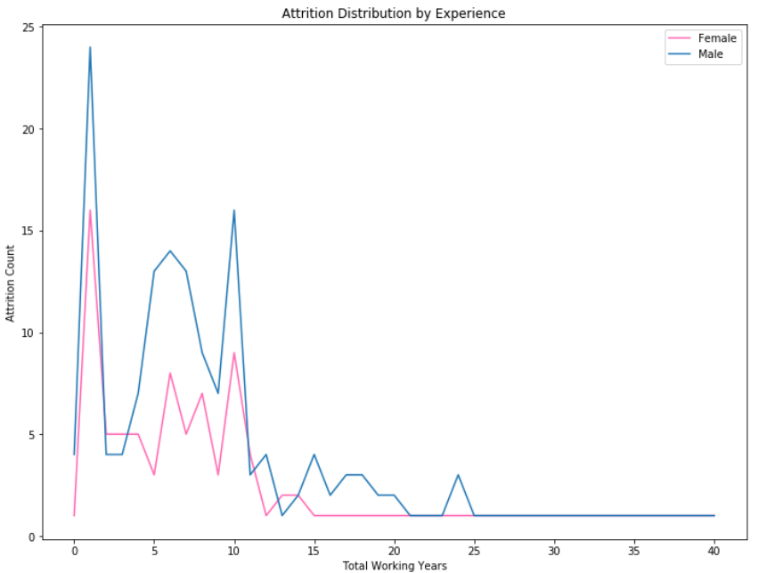 Attrition Distribution by Experience
Female
Male
25
20
15
10
5
0
Attrition Count
0 5 10 15 20 25 30 35 40
Total Working Years